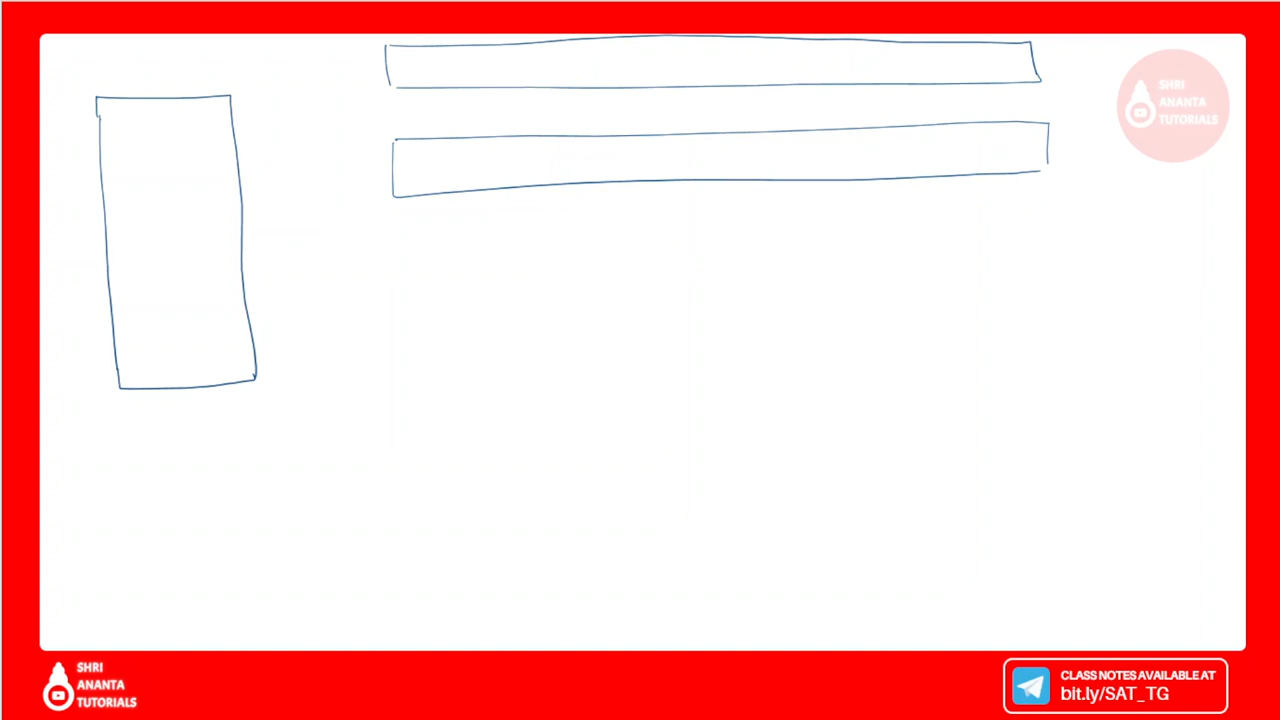 SHRI
ANANTA
TUTORIALS
SHRI
ANANTA
TUTORIALS
CLASS NOTES AVAILABLE AT
bit.ly/SAT_TG